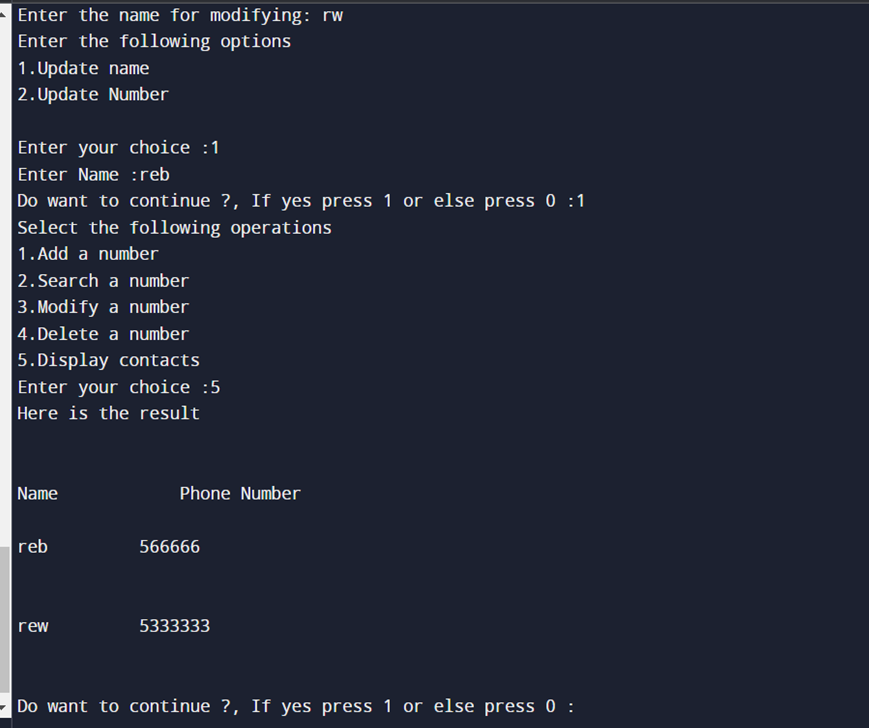 Enter the name for modifying: rw
Enter the following options
1.Update name
2.Update Number
Enter your choice :1
Enter Name :reb
Do want to continue ?, If yes press 1 or else press 0 :1
Select the following operations
1.Add a number
2.Search a number
3.Modify a number
4.Delete a number
5.Display contacts
Enter your choice :5
Here is the result
Name            Phone Number
reb         566666
rew         5333333
Do want to continue ?, If yes press 1 or else press 0 :